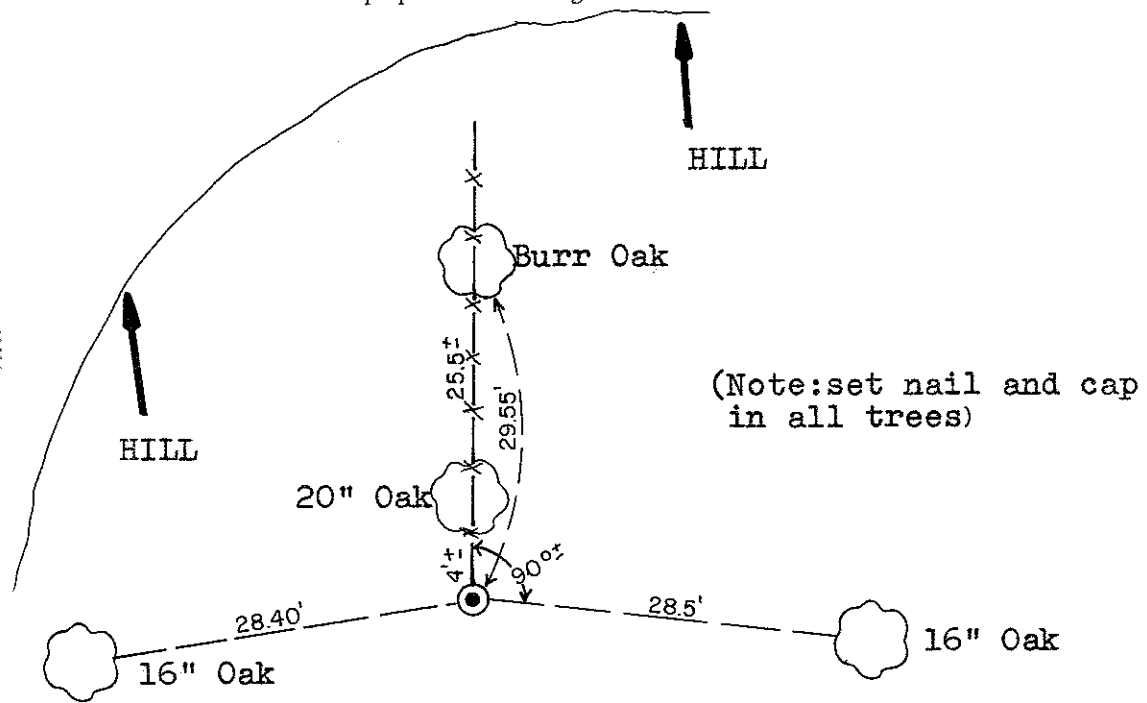 HILL
Burr Oak
25.5±
29.55'
(Note:set nail and cap
in all trees)
HILL
20" Oak
4'±
90°±
28.40'
28.5'
16" Oak
16" Oak